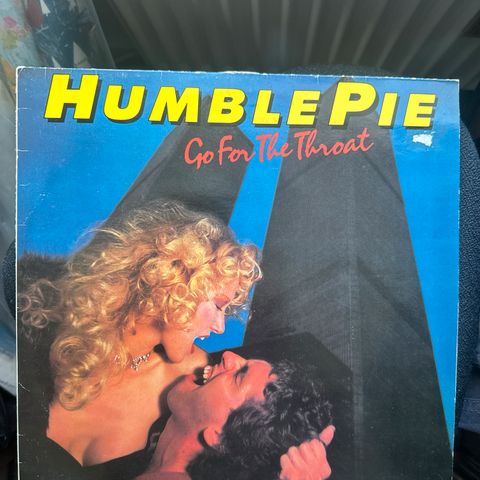 HUMBLE PIE
Go For The Throat